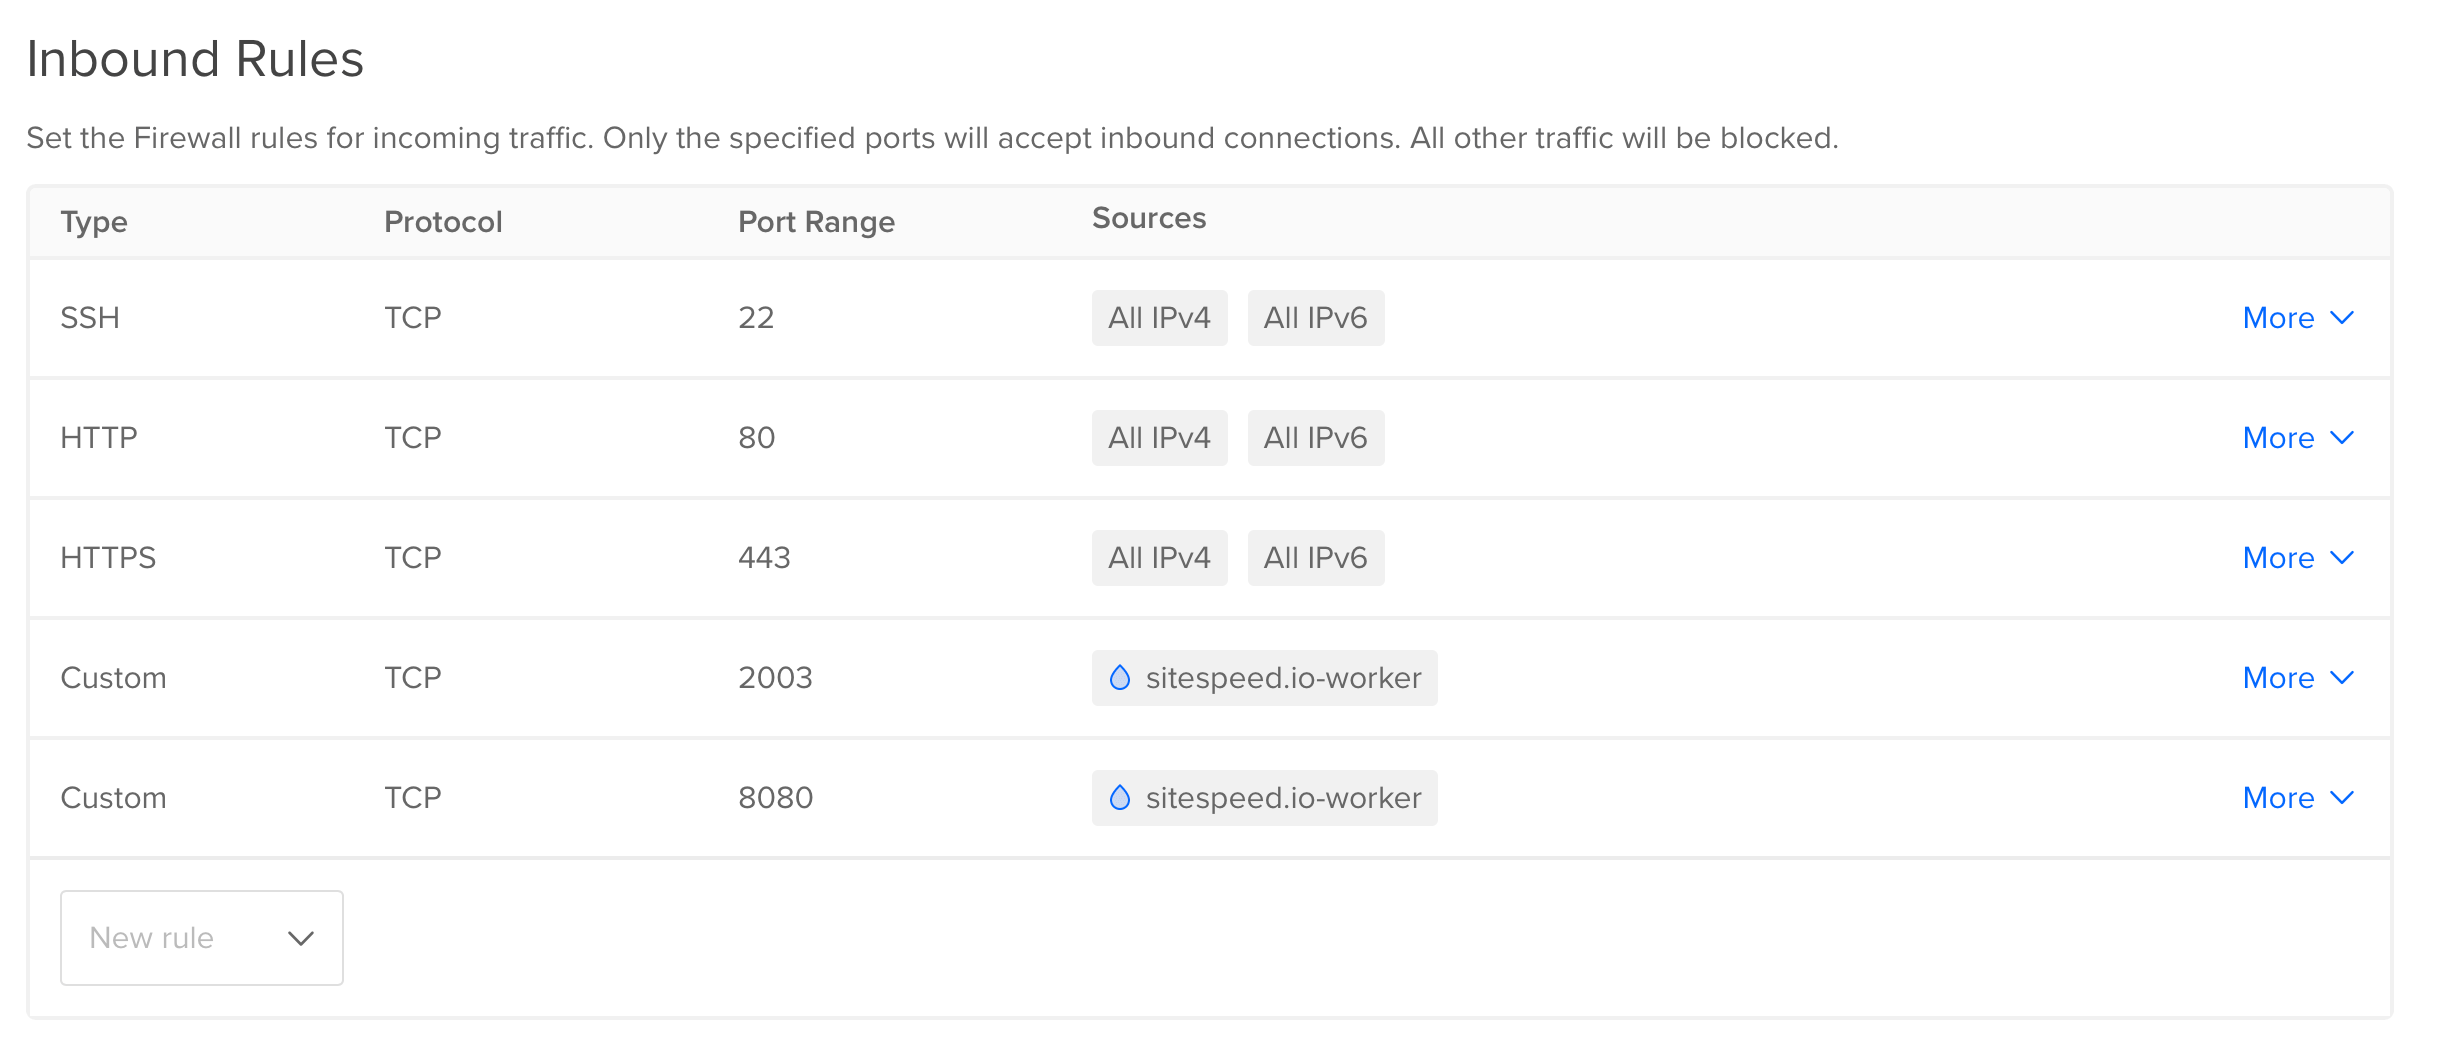 Inbound Rules
Set the Firewall rules for incoming traffic. Only the specified ports will accept inbound connections. All other traffic will be blocked.
Type Protocol Port Range Sources
SSH TCP 22 All IPv4 All IPv6 More
HTTP TCP 80 All IPv4 All IPv6 More
HTTPS TCP 443 All IPv4 All IPv6 More
Custom TCP 2003 sitespeed.io-worker More
Custom TCP 8080 sitespeed.io-worker More
New rule